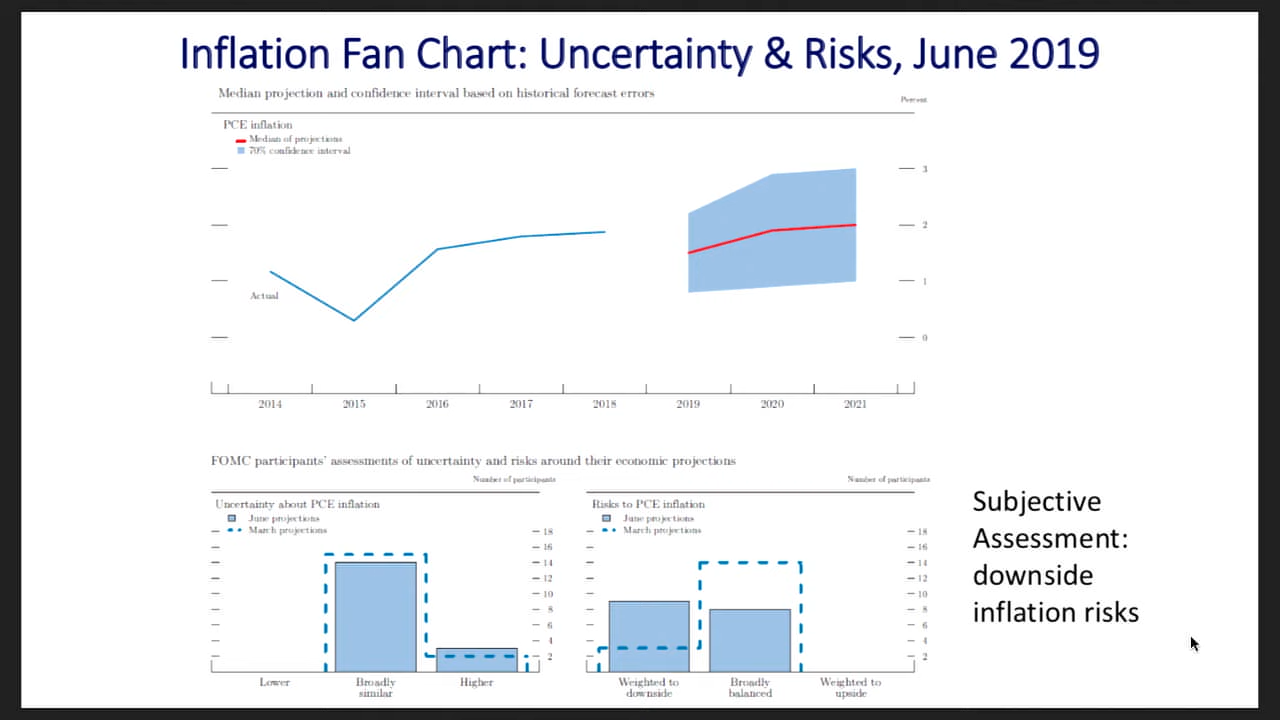 Inflation Fan Chart: Uncertainty & Risks, June 2019
Median projection and confidence interval based on historical forecast errors
Percent
PCE inflation
Median of projections
70% confidence interval
3
2
1
0
Actual
2014 2015 2016 2017 2018 2019 2020 2021
FOMC participants' assessments of uncertainty and risks around their economic projections
Number of participants
Uncertainty about PCE inflation
June projections
March projections
18
16
14
12
10
8
6
4
2
Lower Broadly similar Higher
Number of participants
Risks to PCE inflation
June projections
March projections
18
16
14
12
10
8
6
4
2
Weighted to downside Broadly balanced Weighted to upside
Subjective
Assessment:
downside
inflation risks